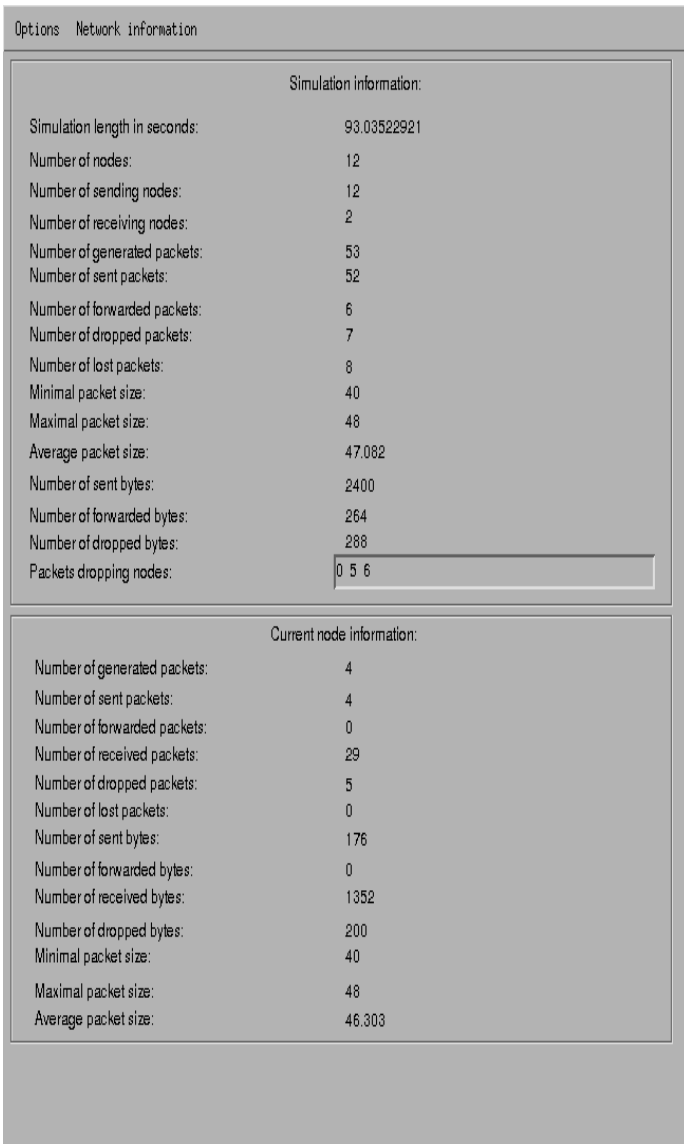 Options Network information
Simulation information:
Simulation length in seconds: 93.03522921
Number of nodes: 12
Number of sending nodes: 12
Number of receiving nodes: 2
Number of generated packets: 53
Number of sent packets: 52
Number of forwarded packets: 6
Number of dropped packets: 7
Number of lost packets: 8
Minimal packet size: 40
Maximal packet size: 48
Average packet size: 47.082
Number of sent bytes: 2400
Number of forwarded bytes: 264
Number of dropped bytes: 288
Packets dropping nodes: 0 5 6
Current node information:
Number of generated packets: 4
Number of sent packets: 4
Number of forwarded packets: 0
Number of received packets: 29
Number of dropped packets: 5
Number of lost packets: 0
Number of sent bytes: 176
Number of forwarded bytes: 0
Number of received bytes: 1352
Number of dropped bytes: 200
Minimal packet size: 40
Maximal packet size: 48
Average packet size: 46.303